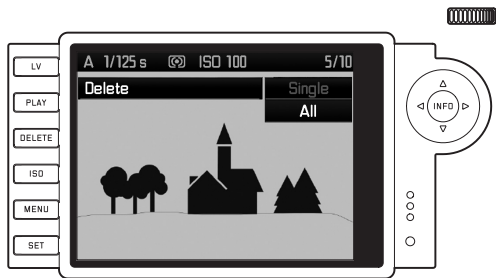 LV
PLAY
DELETE
ISO
MENU
SET
A 1/125 s ISO 100 5/10
Delete Single
All
INFO